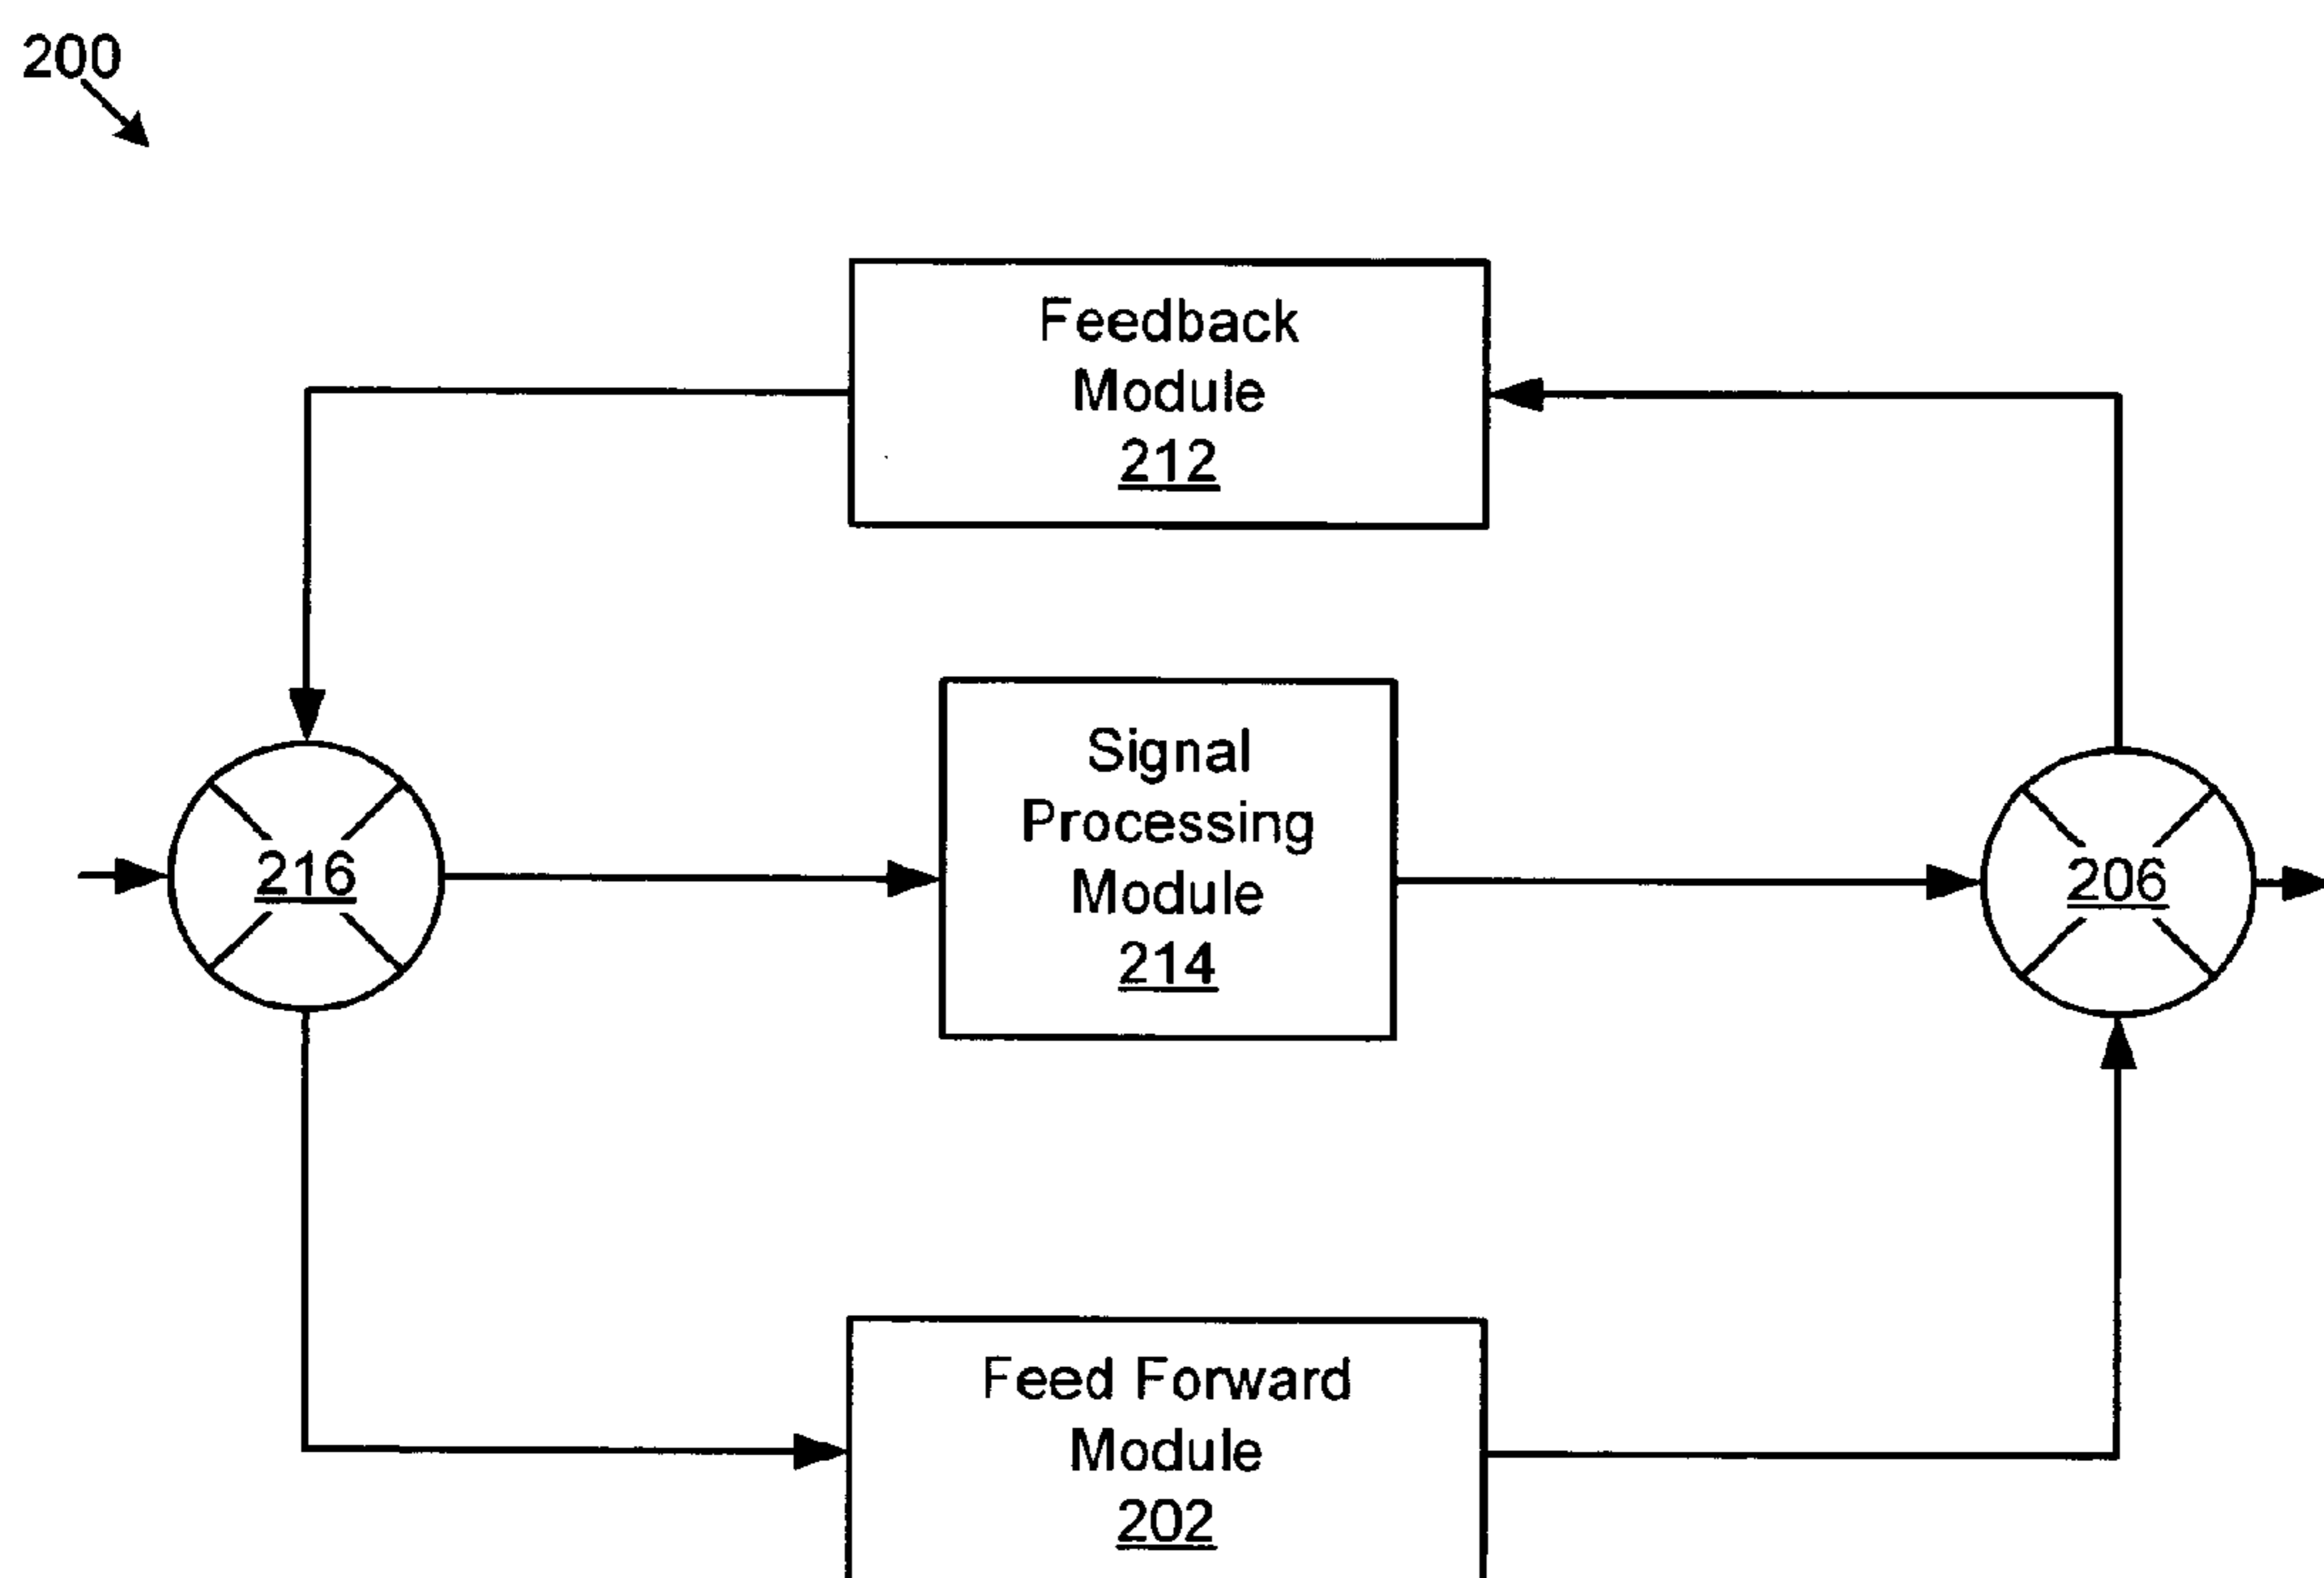 200
Feedback
Module
212
Signal
Processing
Module
214
216
206
Feed Forward
Module
202